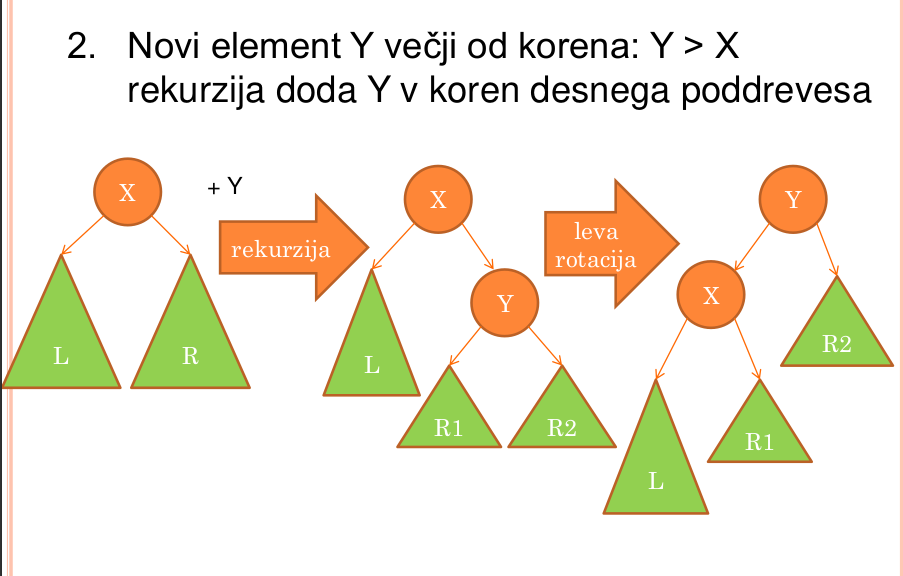 2. Novi element Y večji od korena: Y > X
rekurzija doda Y v koren desnega poddrevesa
X
+ Y
L
R
rekurzija
X
Y
L
R1
R2
leva
rotacija
Y
X
R2
L
R1